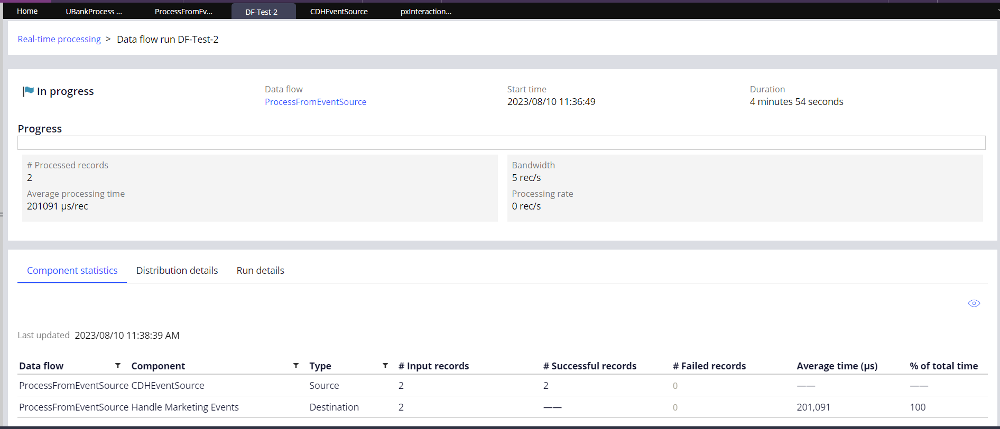 Home UBankProcess ... ProcessFromEv... DF-Test-2 CDHEventSource pxInteraction...
Real-time processing > Data flow run DF-Test-2
In progress
Data flow
ProcessFromEventSource
Start time
2023/08/10 11:36:49
Duration
4 minutes 54 seconds
Progress
# Processed records
2
Average processing time
201091 µs/rec
Bandwidth
5 rec/s
Processing rate
0 rec/s
Component statistics Distribution details Run details
Last updated 2023/08/10 11:38:39 AM
Data flow Component Type # Input records # Successful records # Failed records Average time (µs) % of total time
ProcessFromEventSource CDHEventSource Source 2 2 0 —— ——
ProcessFromEventSource Handle Marketing Events Destination 2 —— 0 201,091 100